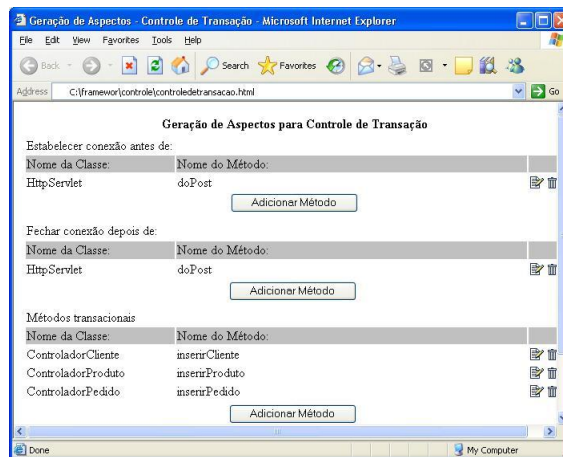 Geração de Aspectos - Controle de Transação - Microsoft Internet Explorer
File Edit View Favorites Tools Help
Back Search Favorites
Address C:\framewor\controle\controledetransacao.html Go
Geração de Aspectos para Controle de Transação
Estabelecer conexão antes de:
Nome da Classe: Nome do Método:
HttpServlet doPost
Adicionar Método
Fechar conexão depois de:
Nome da Classe: Nome do Método:
HttpServlet doPost
Adicionar Método
Métodos transacionais
Nome da Classe: Nome do Método:
ControladorCliente inserirCliente
ControladorProduto inserirProduto
ControladorPedido inserirPedido
Adicionar Método
Done My Computer